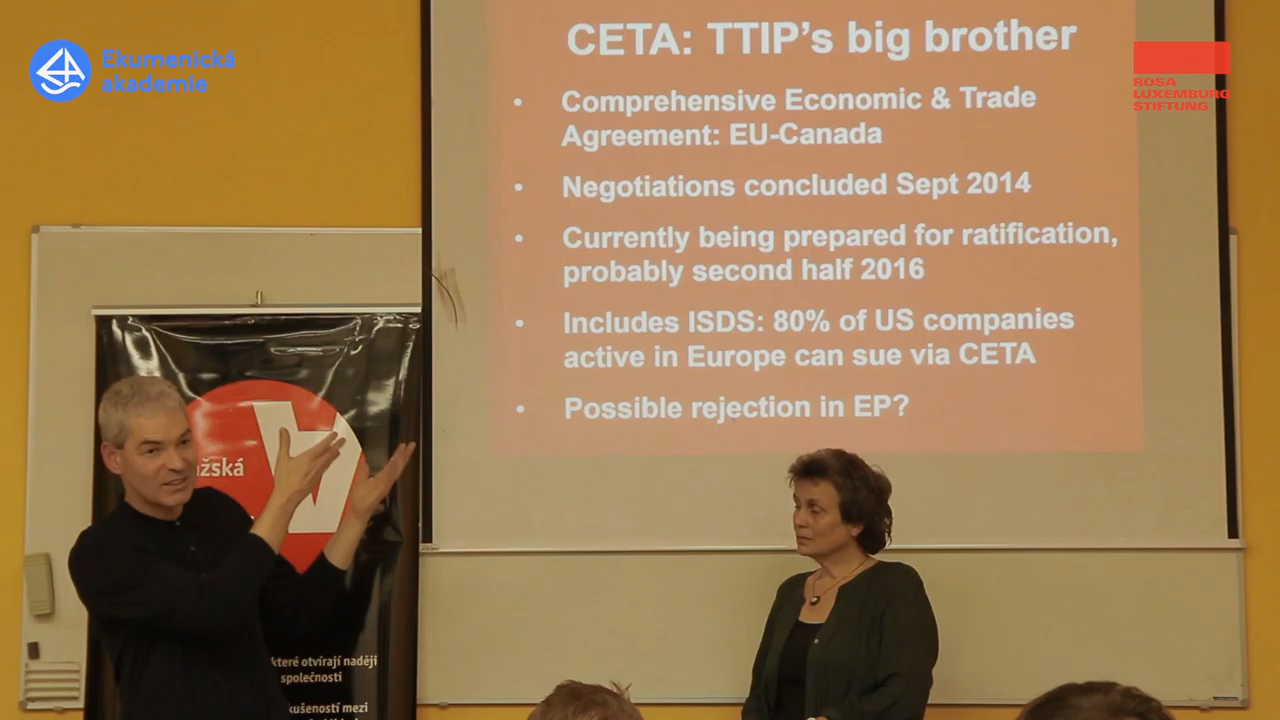 Ekumenická
akademie
CETA: TTIP's big brother
• Comprehensive Economic & Trade
Agreement: EU-Canada
• Negotiations concluded Sept 2014
• Currently being prepared for ratification,
probably second half 2016
• Includes ISDS: 80% of US companies
active in Europe can sue via CETA
• Possible rejection in EP?
ROSA
LUXEMBURG
STIFTUNG
žská
které otvírají naději
společnosti
kušeností mezi